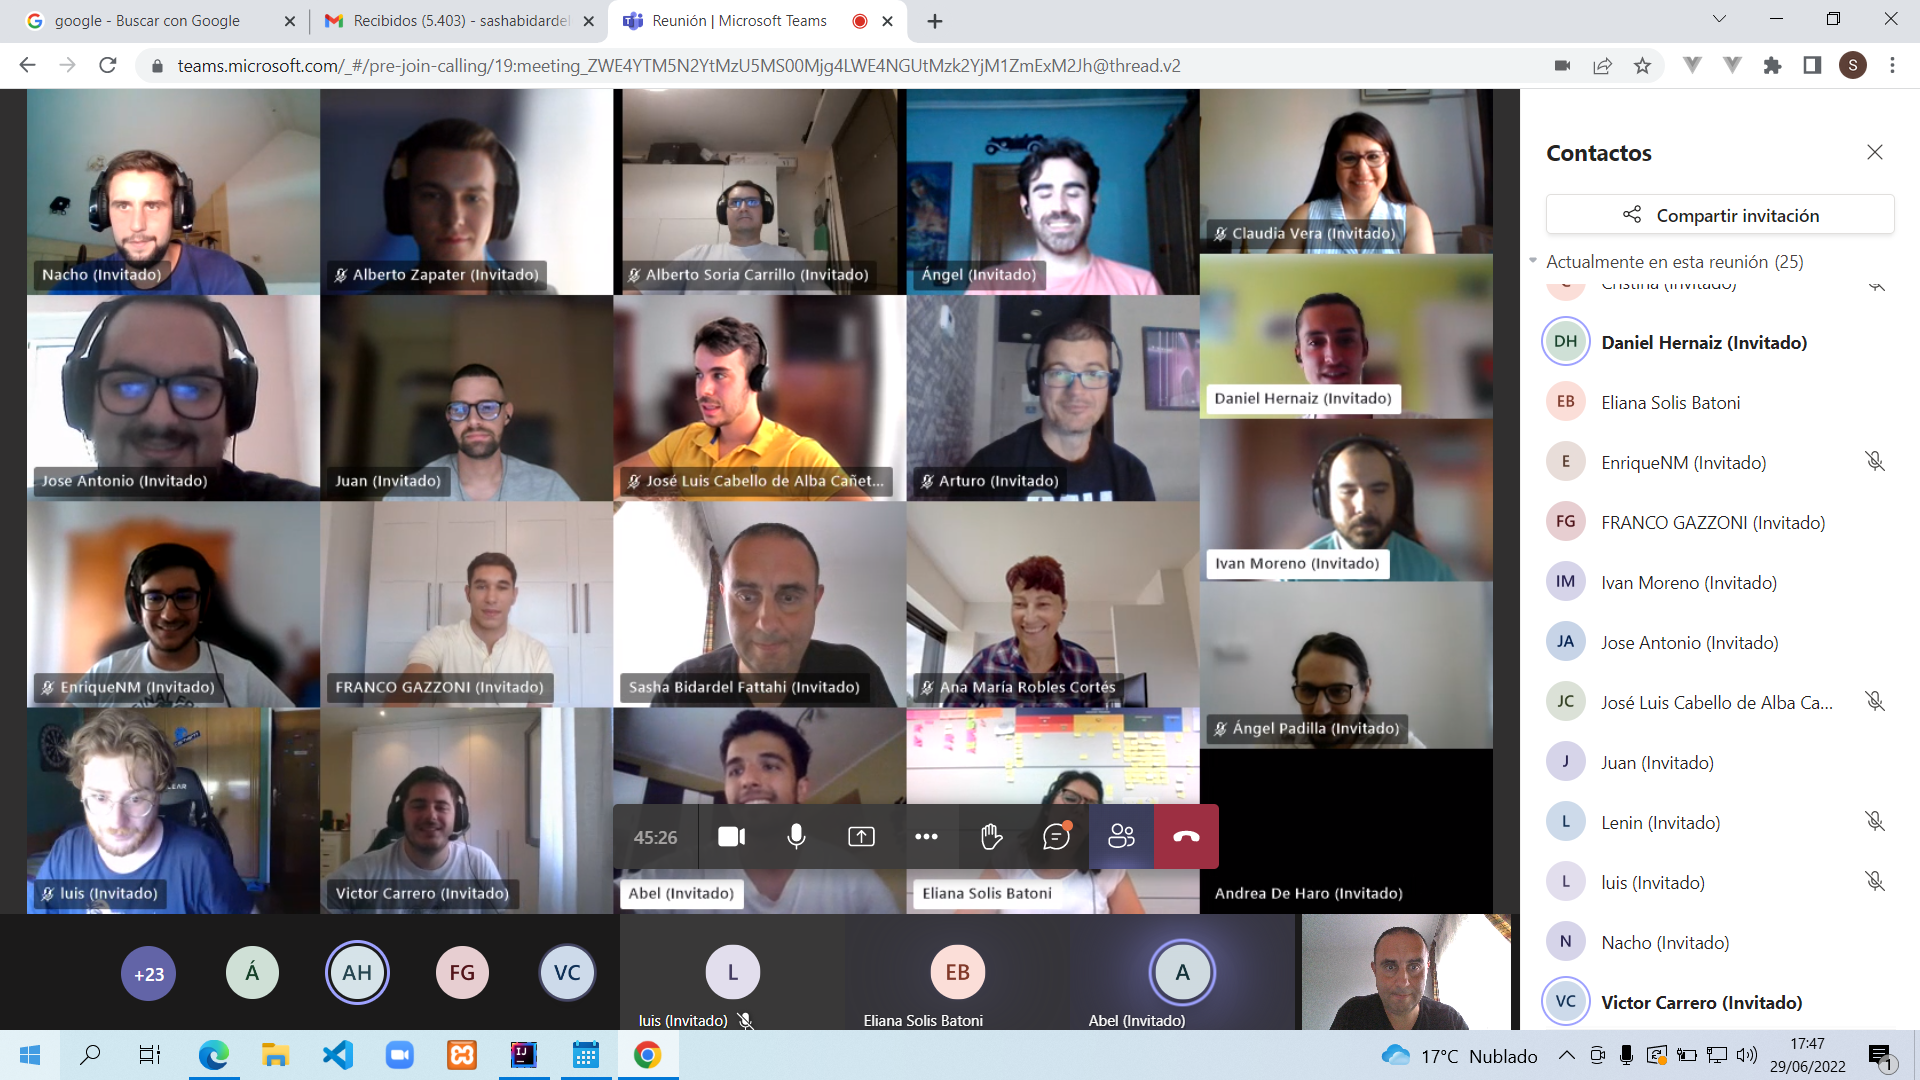 google - Buscar con Google
Recibidos (5.403) - sashabidardel
Reunión | Microsoft Teams
teams.microsoft.com/_#/pre-join-calling/19:meeting_ZWE4YTM5N2YtMzU5MS00Mjg4LWE4NGUtMzk2YjM1ZmExM2Jh@thread.v2
S
Nacho (Invitado)
Alberto Zapater (Invitado)
Alberto Soria Carrillo (Invitado)
Ángel (Invitado)
Claudia Vera (Invitado)
Jose Antonio (Invitado)
Juan (Invitado)
José Luis Cabello de Alba Cañet...
Arturo (Invitado)
Daniel Hernaiz (Invitado)
Ivan Moreno (Invitado)
EnriqueNM (Invitado)
FRANCO GAZZONI (Invitado)
Sasha Bidardel Fattahi (Invitado)
Ana María Robles Cortés
Ángel Padilla (Invitado)
luis (Invitado)
Victor Carrero (Invitado)
Abel (Invitado)
Eliana Solis Batoni
Andrea De Haro (Invitado)
45:26
+23
Á
AH
FG
VC
L
luis (Invitado)
EB
Eliana Solis Batoni
A
Abel (Invitado)
Contactos
Compartir invitación
Actualmente en esta reunión (25)
Cristina (Invitado)
DH
Daniel Hernaiz (Invitado)
EB
Eliana Solis Batoni
E
EnriqueNM (Invitado)
FG
FRANCO GAZZONI (Invitado)
IM
Ivan Moreno (Invitado)
JA
Jose Antonio (Invitado)
JC
José Luis Cabello de Alba Ca...
J
Juan (Invitado)
L
Lenin (Invitado)
L
luis (Invitado)
N
Nacho (Invitado)
VC
Victor Carrero (Invitado)
17°C Nublado
17:47
29/06/2022
1